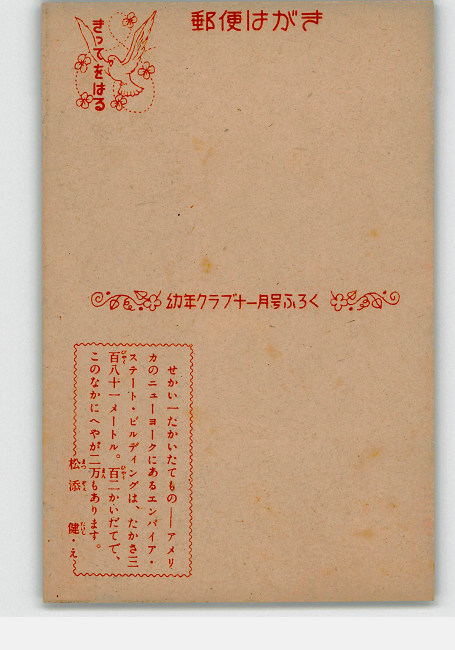 郵便はがき
きってをはる
幼年クラブ十一月号ふろく
せかい一たかいたてもの――アメリ
カのニューヨークにあるエンパイア・
ステート・ビルディングは、たかさ三
百八十一メートル。百二かいだてで、
このなかにへやが二万もあります。
松添 健・え